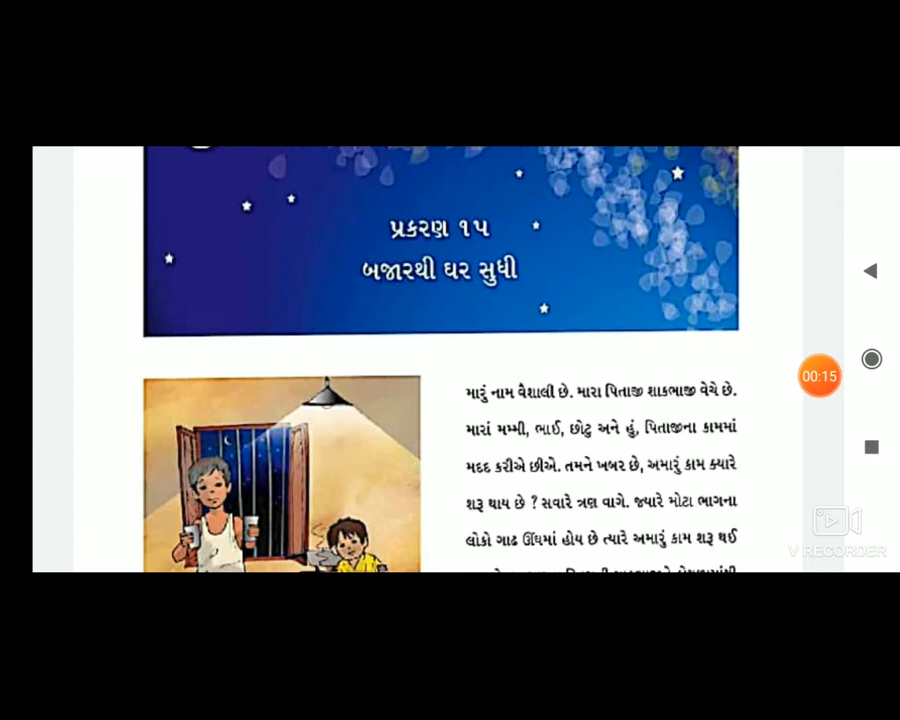 પ્રકરણ ૧૫
બજારથી ઘર સુધી
મારું નામ વૈશાલી છે. મારા પિતાજી શાકભાજી વેચે છે.
મારાં મમ્મી, ભાઈ, છોટુ અને હું, પિતાજીના કામમાં
મદદ કરીએ છીએ. તમને ખબર છે, અમારું કામ ક્યારે
શરૂ થાય છે ? સવારે ત્રણ વાગે. જ્યારે મોટા ભાગના
લોકો ગાઢ ઊંઘમાં હોય છે ત્યારે અમારું કામ શરૂ થઈ
00:15
V RECORDER